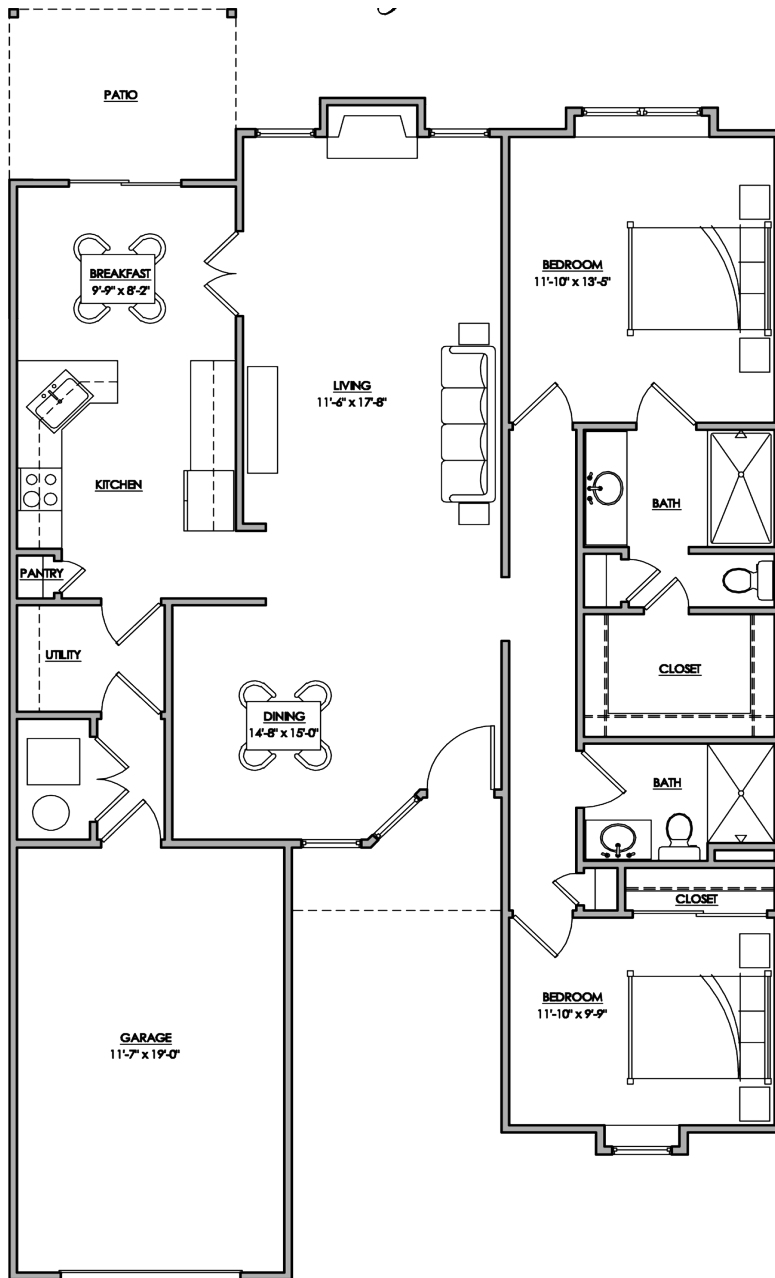 PATIO
BREAKFAST
9'-9" x 8'-2"
BEDROOM
11'-10" x 13'-5"
LIVING
11'-6" x 17'-8"
KITCHEN
BATH
PANTRY
UTILITY
CLOSET
DINING
14'-8" x 15'-0"
BATH
CLOSET
BEDROOM
11'-10" x 9'-9"
GARAGE
11'-7" x 19'-0"